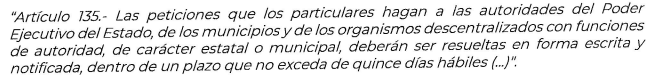 "Artículo 135.- Las peticiones que los particulares hagan a las autoridades del Poder
Ejecutivo del Estado, de los municipios y de los organismos descentralizados con funciones
de autoridad, de carácter estatal o municipal, deberán ser resueltas en forma escrita y
notificada, dentro de un plazo que no exceda de quince días hábiles (...)".